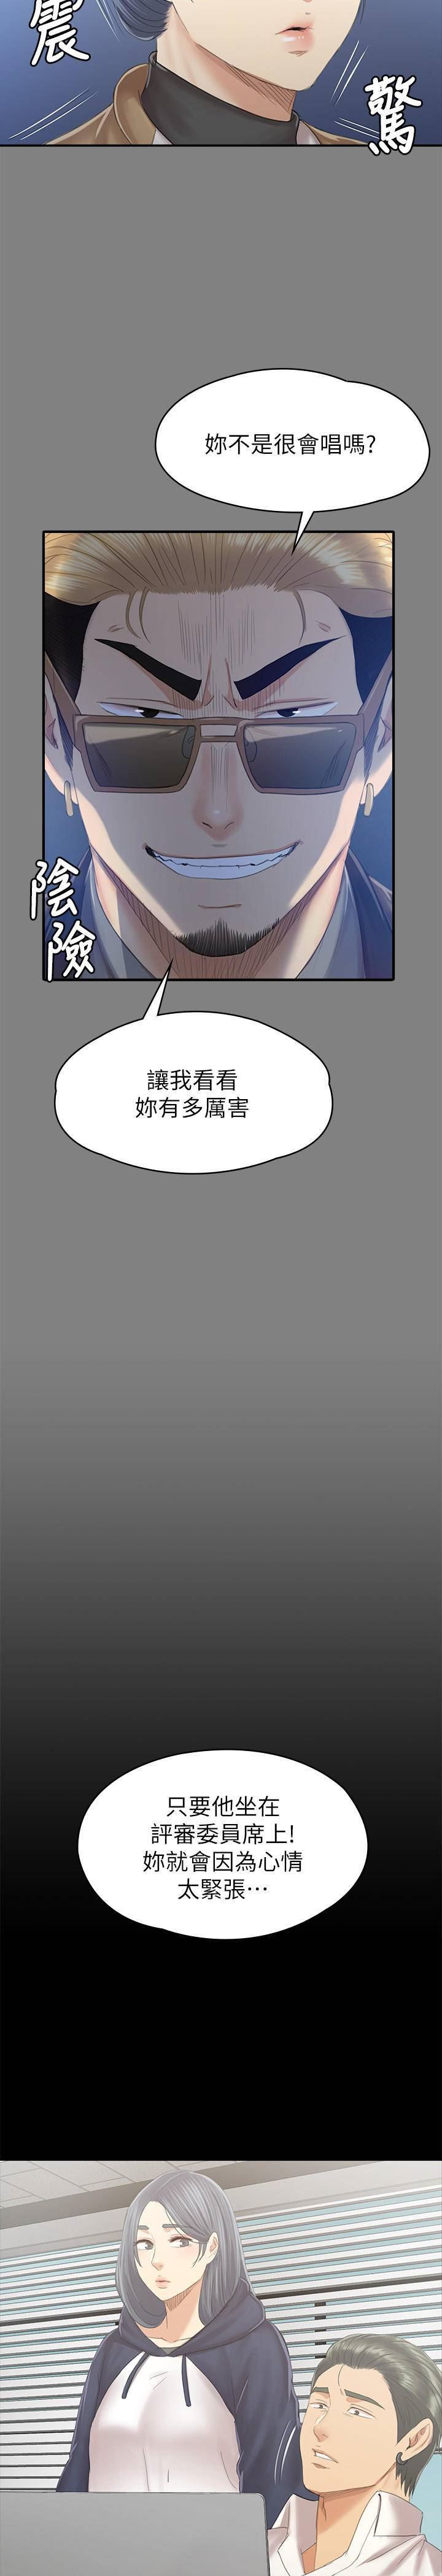 震
驚
妳不是很會唱嗎?
陰險
讓我看看
妳有多厲害
只要他坐在
評審委員席上!
妳就會因為心情
太緊張…